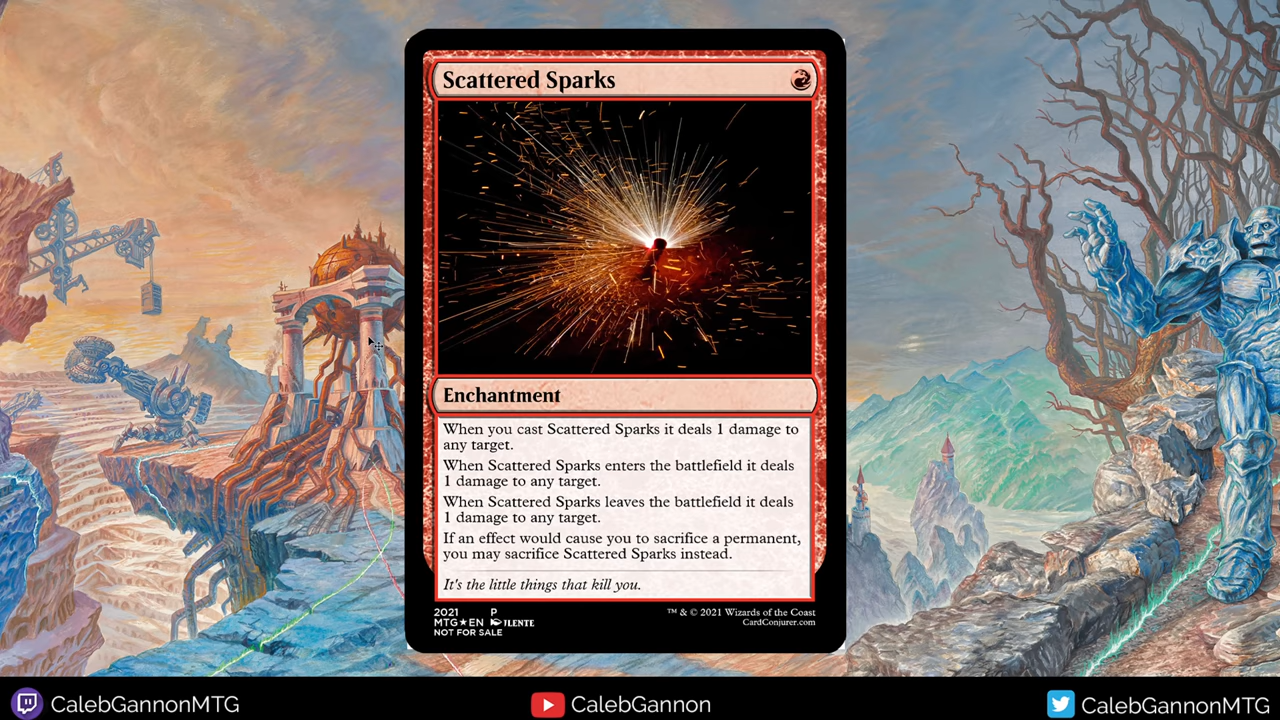 Scattered Sparks
Enchantment
When you cast Scattered Sparks it deals 1 damage to
any target.
When Scattered Sparks enters the battlefield it deals
1 damage to any target.
When Scattered Sparks leaves the battlefield it deals
1 damage to any target.
If an effect would cause you to sacrifice a permanent,
you may sacrifice Scattered Sparks instead.
It's the little things that kill you.
2021 P
MTG★EN JLENTE
NOT FOR SALE
™ & © 2021 Wizards of the Coast
CardConjurer.com
CalebGannonMTG
CalebGannon
CalebGannonMTG